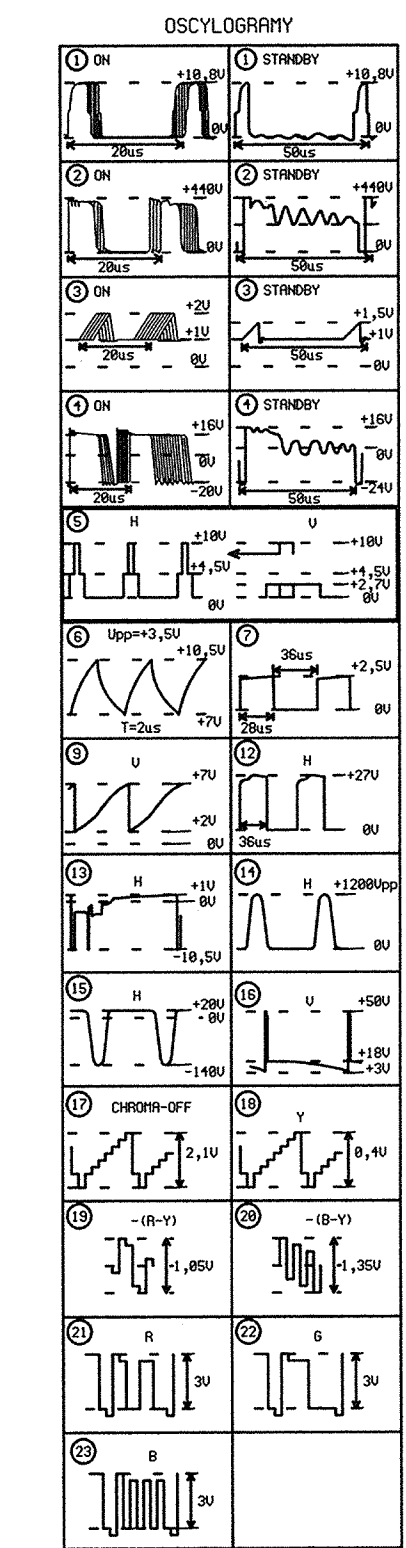 OSCYLOGRAMY
1 ON
+10,8V
0V
20us
1 STANDBY
+10,8V
0V
50us
2 ON
+440V
0V
20us
2 STANDBY
+440V
0V
50us
3 ON
+2V
+1V
20us
0V
3 STANDBY
+1,5V
+1V
50us
0V
4 ON
+16V
0V
20us
-20V
4 STANDBY
+16V
0V
50us
-24V
5 H V
+10V
+4,5V
0V
+10V
+4,5V
+2,7V
0V
6 Upp=+3,5V
+10,5V
T=2us
+7V
7
36us
+2,5V
0V
28us
9 V
+7V
+2V
0V
12 H
+27V
0V
36us
13 H
+1V
0V
-10,5V
14 H +1200Vpp
0V
15 H
+20V
0V
-140V
16 V
+50V
+18V
+3V
17 CHROMA-OFF
2,1V
18 Y
0,4V
19 -(R-Y)
1,05V
20 -(B-Y)
1,35V
21 R
3V
22 G
3V
23 B
3V